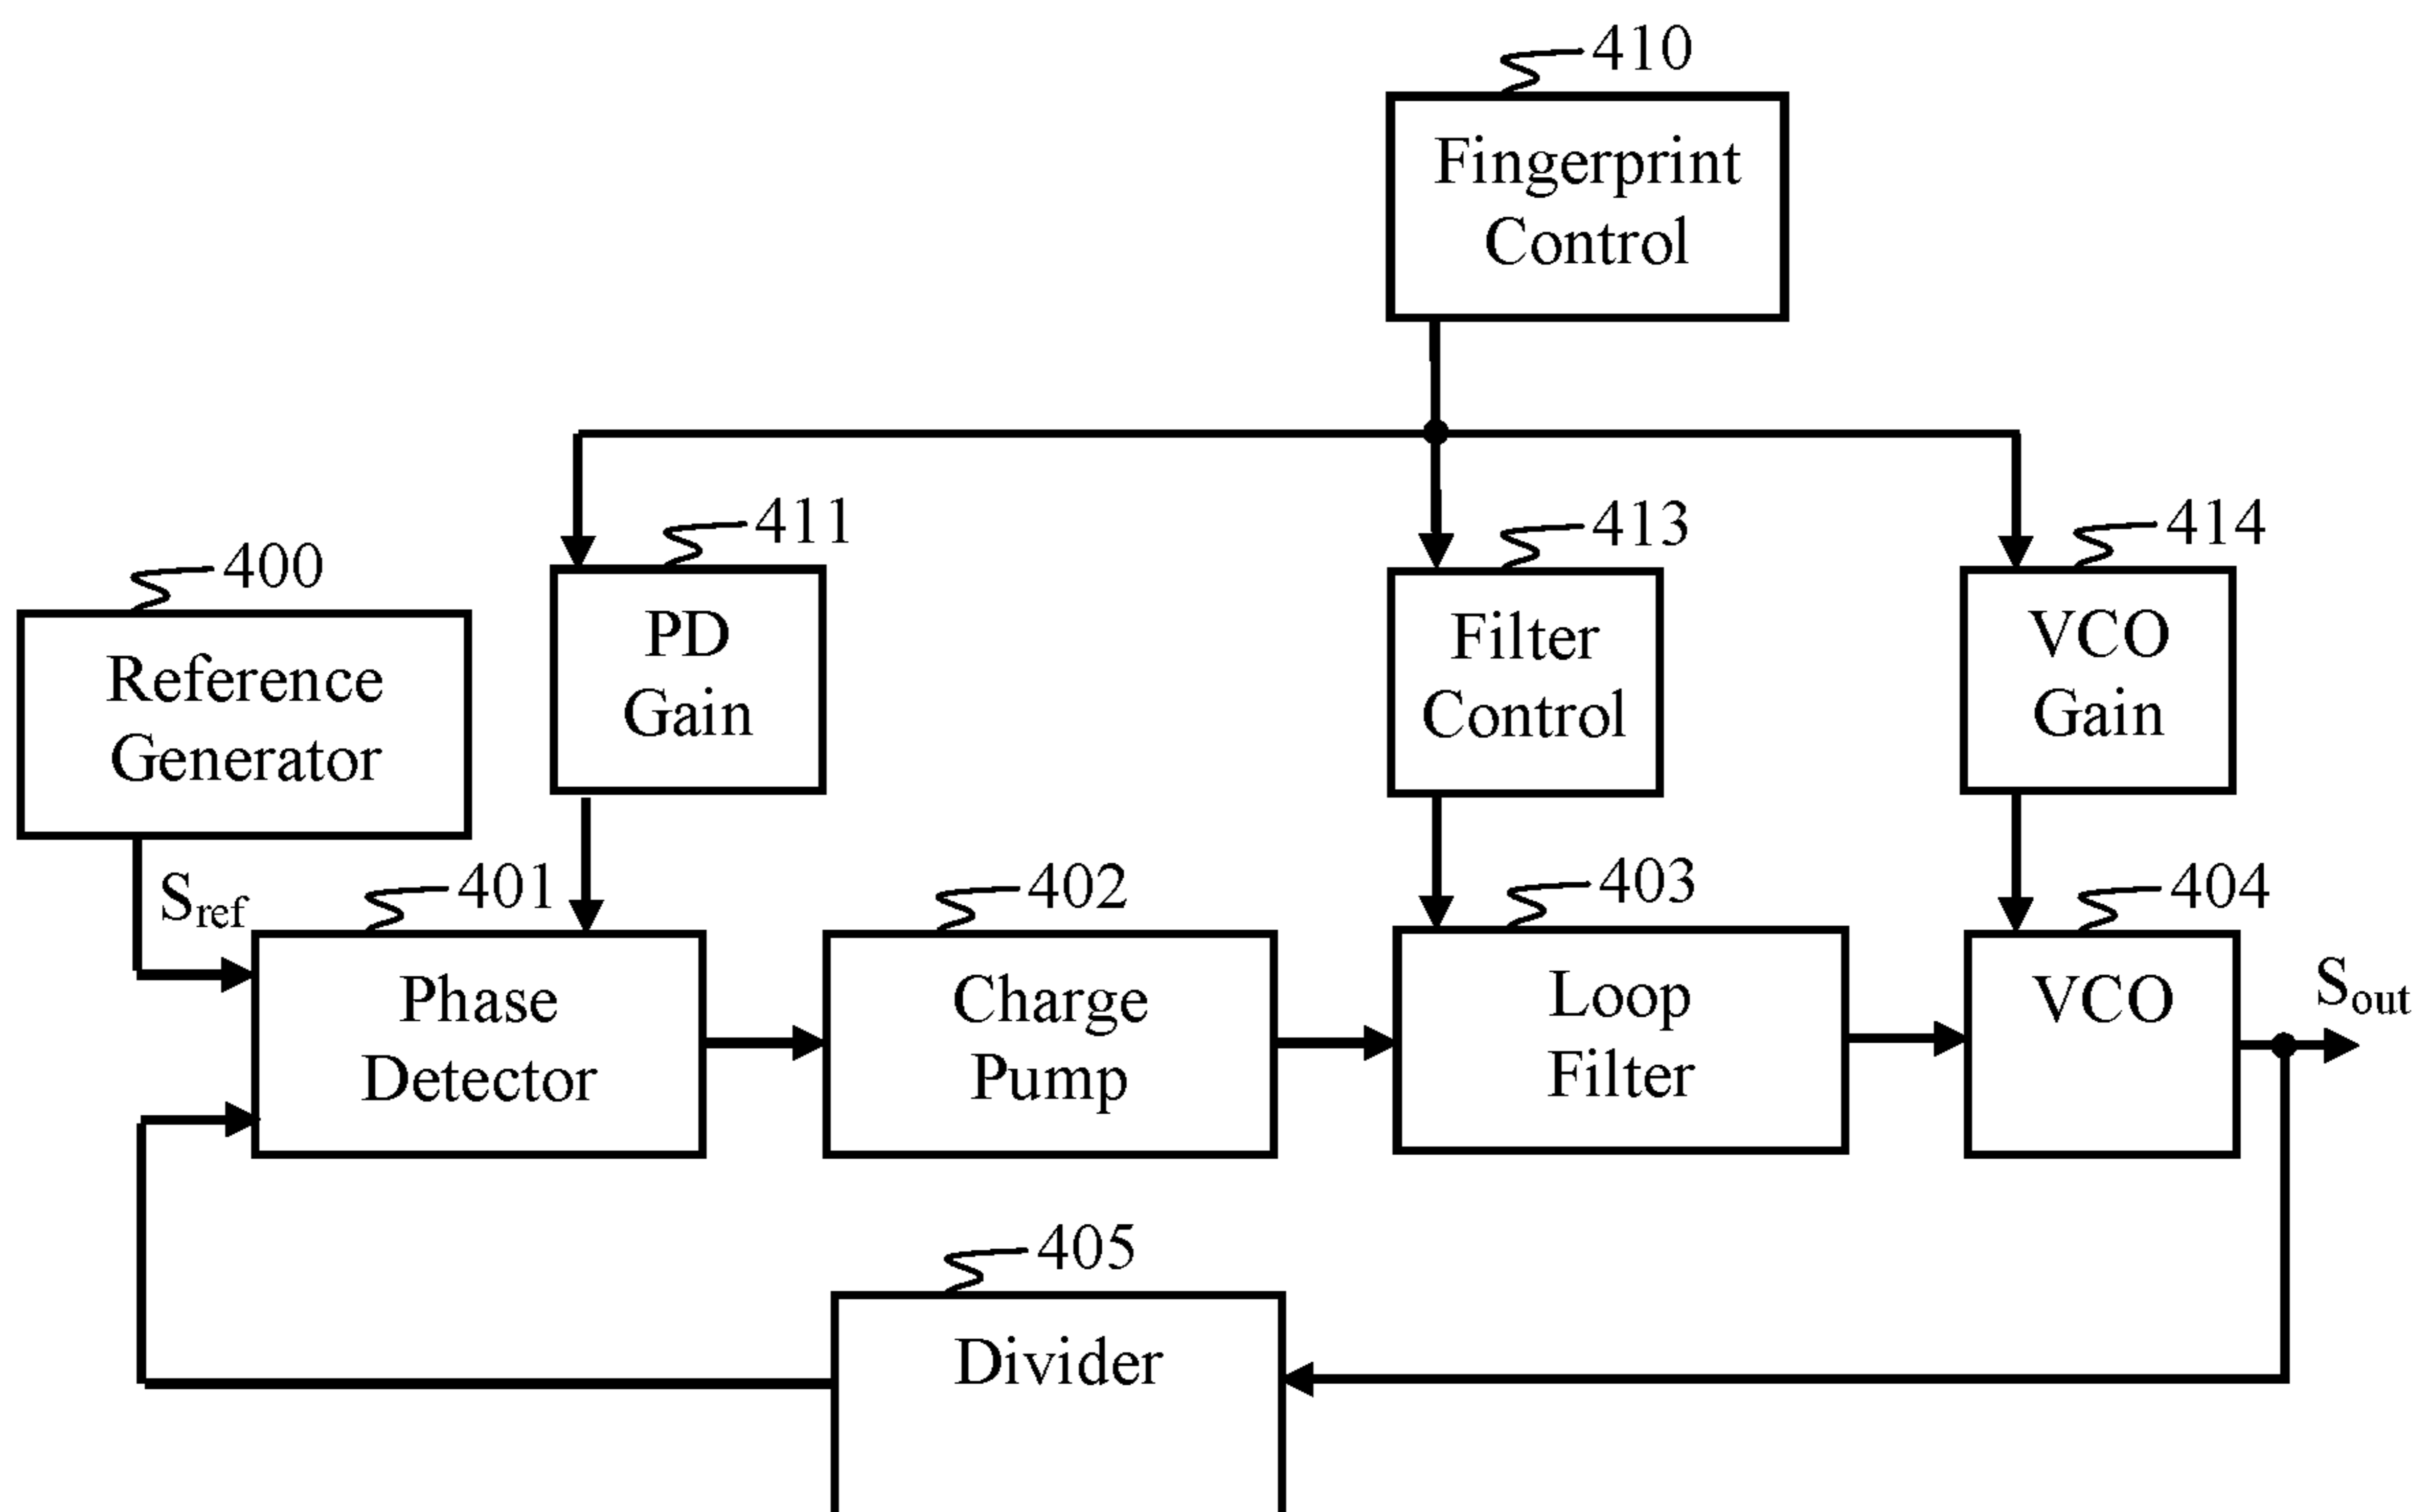 410
Fingerprint
Control
411
413
414
400
PD
Gain
Filter
Control
VCO
Gain
Reference
Generator
Sref
401
402
403
404
Phase
Detector
Charge
Pump
Loop
Filter
VCO
Sout
405
Divider